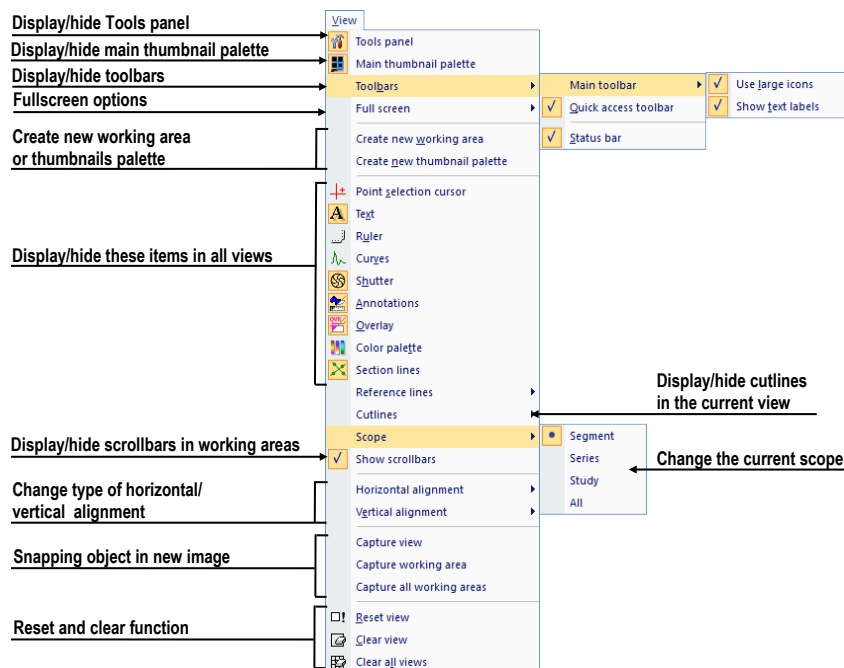 View
Display/hide Tools panel
Tools panel
Display/hide main thumbnail palette
Main thumbnail palette
Display/hide toolbars
Toolbars
Main toolbar
Use large icons
Fullscreen options
Full screen
Quick access toolbar
Show text labels
Create new working area
or thumbnails palette
Create new working area
Status bar
Create new thumbnail palette
Point selection cursor
Text
Ruler
Display/hide these items in all views
Curves
Shutter
Annotations
Overlay
Color palette
Section lines
Reference lines
Display/hide cutlines
in the current view
Cutlines
Display/hide scrollbars in working areas
Scope
Segment
Show scrollbars
Series
Change the current scope
Study
All
Change type of horizontal/
vertical alignment
Horizontal alignment
Vertical alignment
Snapping object in new image
Capture view
Capture working area
Capture all working areas
Reset and clear function
Reset view
Clear view
Clear all views